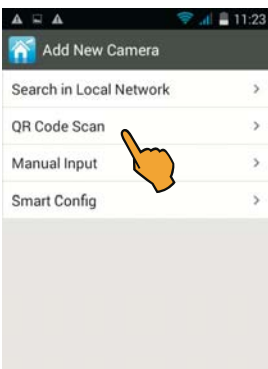 11:23
Add New Camera
Search in Local Network
QR Code Scan
Manual Input
Smart Config